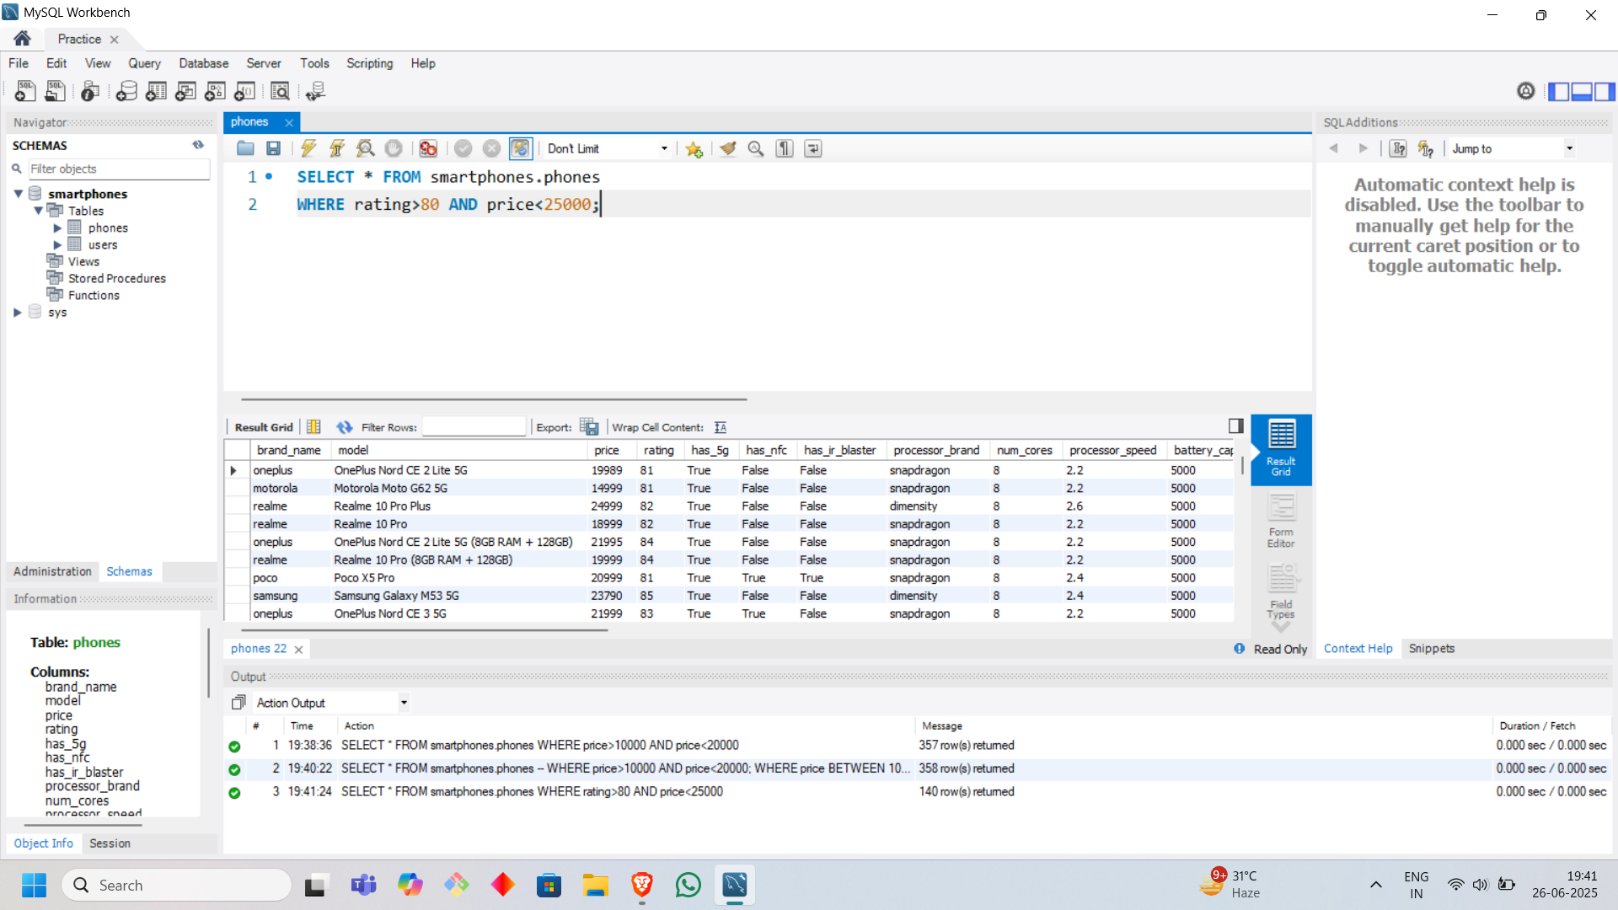 MySQL Workbench
Practice
File Edit View Query Database Server Tools Scripting Help
Navigator
SCHEMAS
Filter objects
smartphones
Tables
phones
users
Views
Stored Procedures
Functions
sys
Administration Schemas
Information
Table: phones
Columns:
brand_name
model
price
rating
has_5g
has_nfc
has_ir_blaster
processor_brand
num_cores
processor_speed
Object Info Session
phones
Don't Limit
1 SELECT * FROM smartphones.phones
2 WHERE rating>80 AND price<25000;
Result Grid Filter Rows: Export: Wrap Cell Content:
brand_name model price rating has_5g has_nfc has_ir_blaster processor_brand num_cores processor_speed battery_cap
oneplus OnePlus Nord CE 2 Lite 5G 19989 81 True False False snapdragon 8 2.2 5000
motorola Motorola Moto G62 5G 14999 81 True False False snapdragon 8 2.2 5000
realme Realme 10 Pro Plus 24999 82 True False False dimensity 8 2.6 5000
realme Realme 10 Pro 18999 82 True False False snapdragon 8 2.2 5000
oneplus OnePlus Nord CE 2 Lite 5G (8GB RAM + 128GB) 21995 84 True False False snapdragon 8 2.2 5000
realme Realme 10 Pro (8GB RAM + 128GB) 19999 84 True False False snapdragon 8 2.2 5000
poco Poco X5 Pro 20999 81 True True True snapdragon 8 2.4 5000
samsung Samsung Galaxy M53 5G 23790 85 True False False dimensity 8 2.4 5000
oneplus OnePlus Nord CE 3 5G 21999 83 True True False snapdragon 8 2.2 5000
Result
Grid
Form
Editor
Field
Types
phones 22
Read Only
SQLAdditions
Jump to
Automatic context help is
disabled. Use the toolbar to
manually get help for the
current caret position or to
toggle automatic help.
Context Help Snippets
Output
Action Output
# Time Action Message Duration / Fetch
1 19:38:36 SELECT * FROM smartphones.phones WHERE price>10000 AND price<20000 357 row(s) returned 0.000 sec / 0.000 sec
2 19:40:22 SELECT * FROM smartphones.phones -- WHERE price>10000 AND price<20000; WHERE price BETWEEN 10... 358 row(s) returned 0.000 sec / 0.000 sec
3 19:41:24 SELECT * FROM smartphones.phones WHERE rating>80 AND price<25000 140 row(s) returned 0.000 sec / 0.000 sec
Search
9+
31°C
Haze
ENG
IN
19:41
26-06-2025